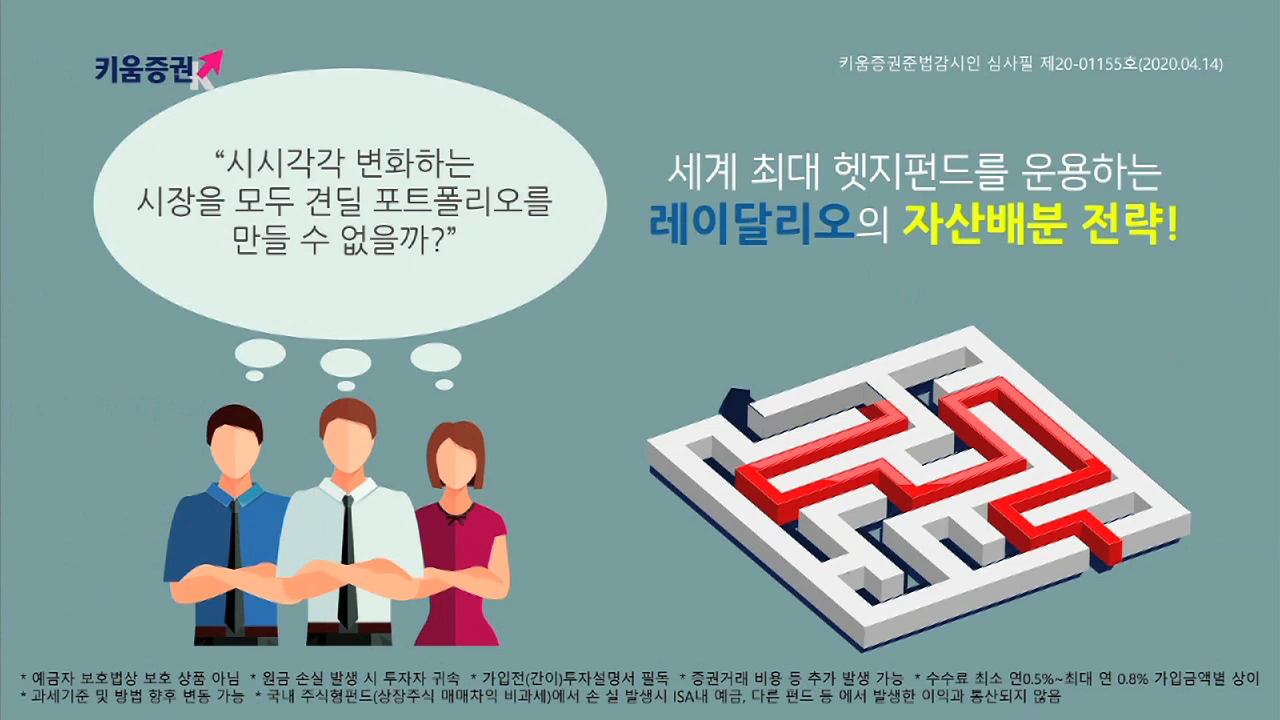 키움증권
키움증권준법감시인 심사필 제20-01155호(2020.04.14)
“시시각각 변화하는
시장을 모두 견딜 포트폴리오를
만들 수 없을까?”
세계 최대 헷지펀드를 운용하는
레이달리오의 자산배분 전략!
* 예금자 보호법상 보호 상품 아님 * 원금 손실 발생 시 투자자 귀속 * 가입전(간이)투자설명서 필독 * 증권거래 비용 등 추가 발생 가능 * 수수료 최소 연0.5%~최대 연 0.8% 가입금액별 상이
* 과세기준 및 방법 향후 변동 가능 * 국내 주식형펀드(상장주식 매매차익 비과세)에서 손 실 발생시 ISA내 예금, 다른 펀드 등 에서 발생한 이익과 통산되지 않음